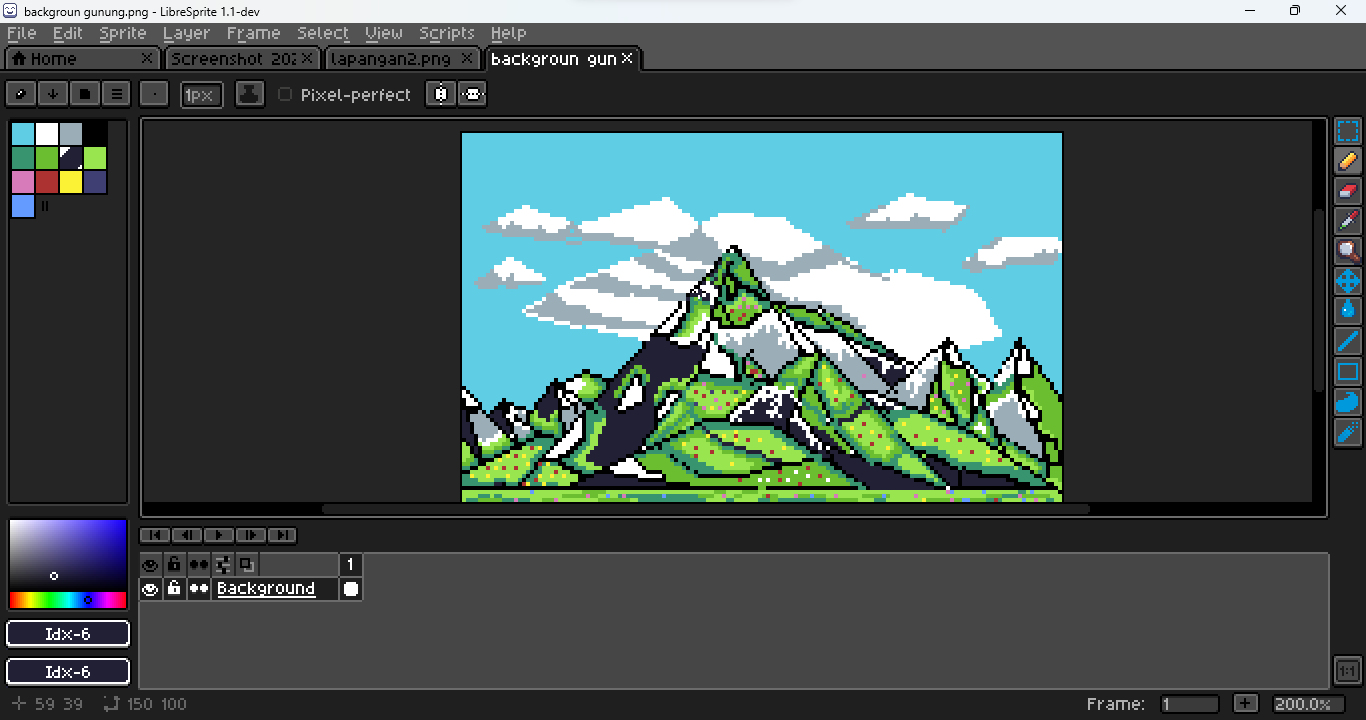 backgroun gunung.png - LibreSprite 1.1-dev
File Edit Sprite Layer Frame Select View Scripts Help
Home Screenshot 202 lapangan2.png backgroun gun
1px Pixel-perfect
1
Background
Idx-6
Idx-6
1:1
59 39 150 100 Frame: 1 + 200.0%